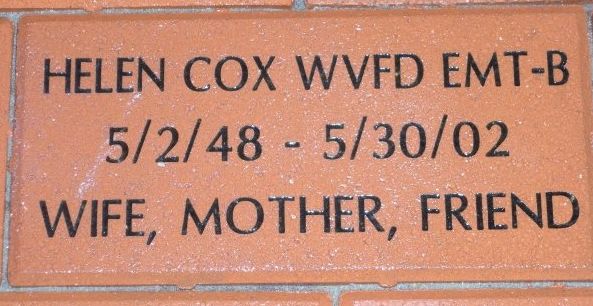 HELEN COX WVFD EMT-B
5/2/48 - 5/30/02
WIFE, MOTHER, FRIEND